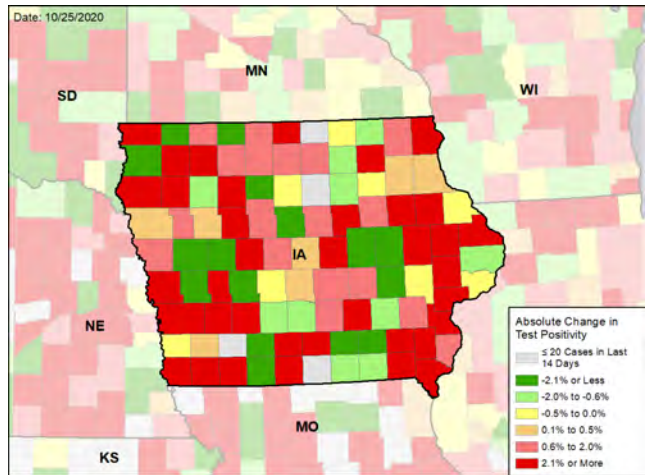 Date: 10/25/2020
MN
WI
SD
IA
NE
MO
KS
Absolute Change in
Test Positivity
≤ 20 Cases in Last
14 Days
-2.1% or Less
-2.0% to -0.6%
-0.5% to 0.0%
0.1% to 0.5%
0.6% to 2.0%
2.1% or More